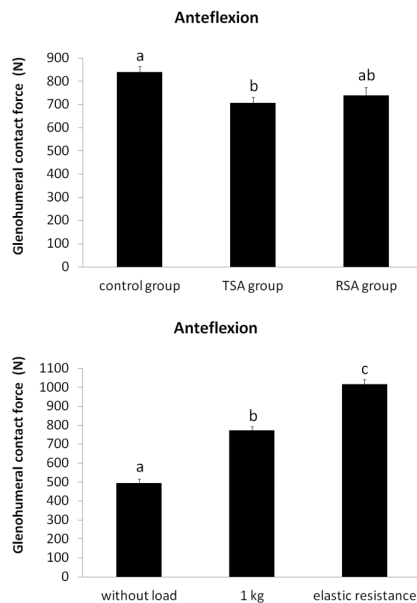 Anteflexion
Glenohumeral contact force (N)
900
800
700
600
500
400
300
200
100
0
a
b
ab
control group TSA group RSA group
Anteflexion
Glenohumeral contact force (N)
1100
1000
900
800
700
600
500
400
300
200
100
0
a
b
c
without load 1 kg elastic resistance